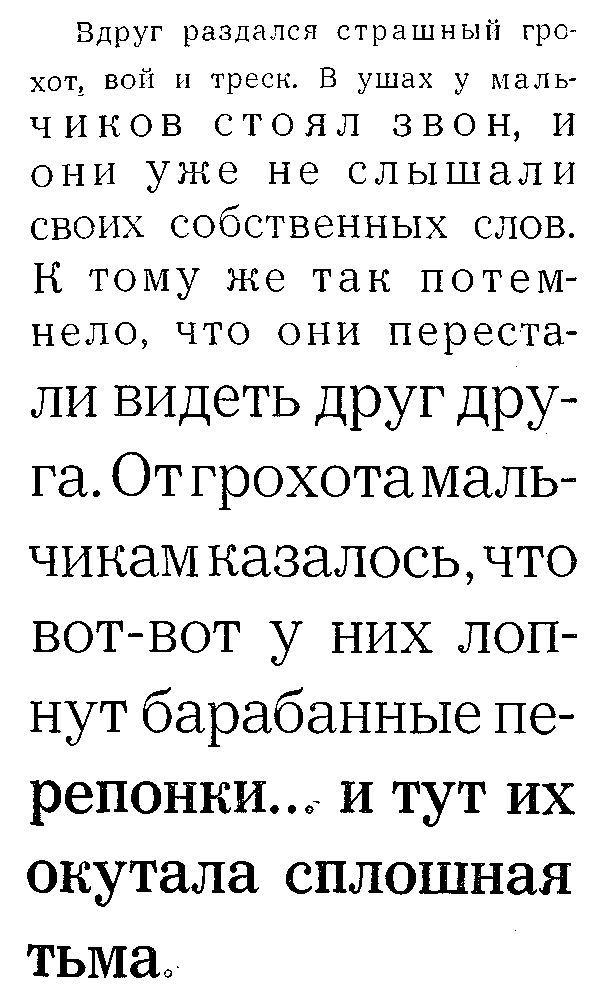 Вдруг раздался страшный гро-
хот, вой и треск. В ушах у маль-
чиков стоял звон, и
они уже не слышали
своих собственных слов.
К тому же так потем-
нело, что они переста-
ли видеть друг дру-
га. От грохота маль-
чикам казалось, что
вот-вот у них лоп-
нут барабанные пе-
репонки... и тут их
окутала сплошная
тьма.